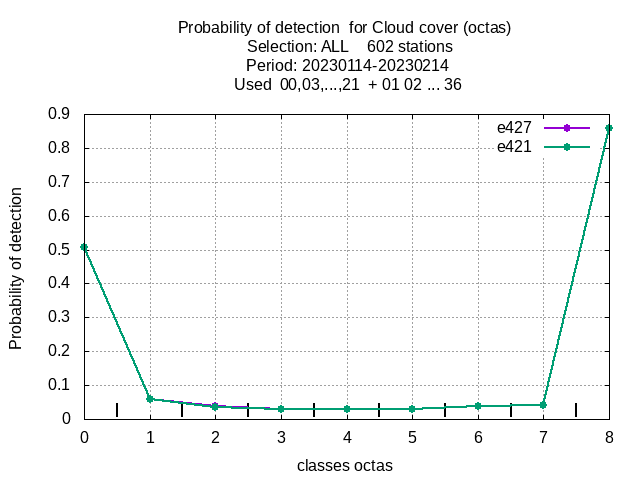 Probability of detection  for Cloud cover (octas)
Selection: ALL    602 stations
Period: 20230114-20230214
Used  00,03,...,21  + 01 02 ... 36
e427
e421
Probability of detection
0.9
0.8
0.7
0.6
0.5
0.4
0.3
0.2
0.1
0
0 1 2 3 4 5 6 7 8
classes octas